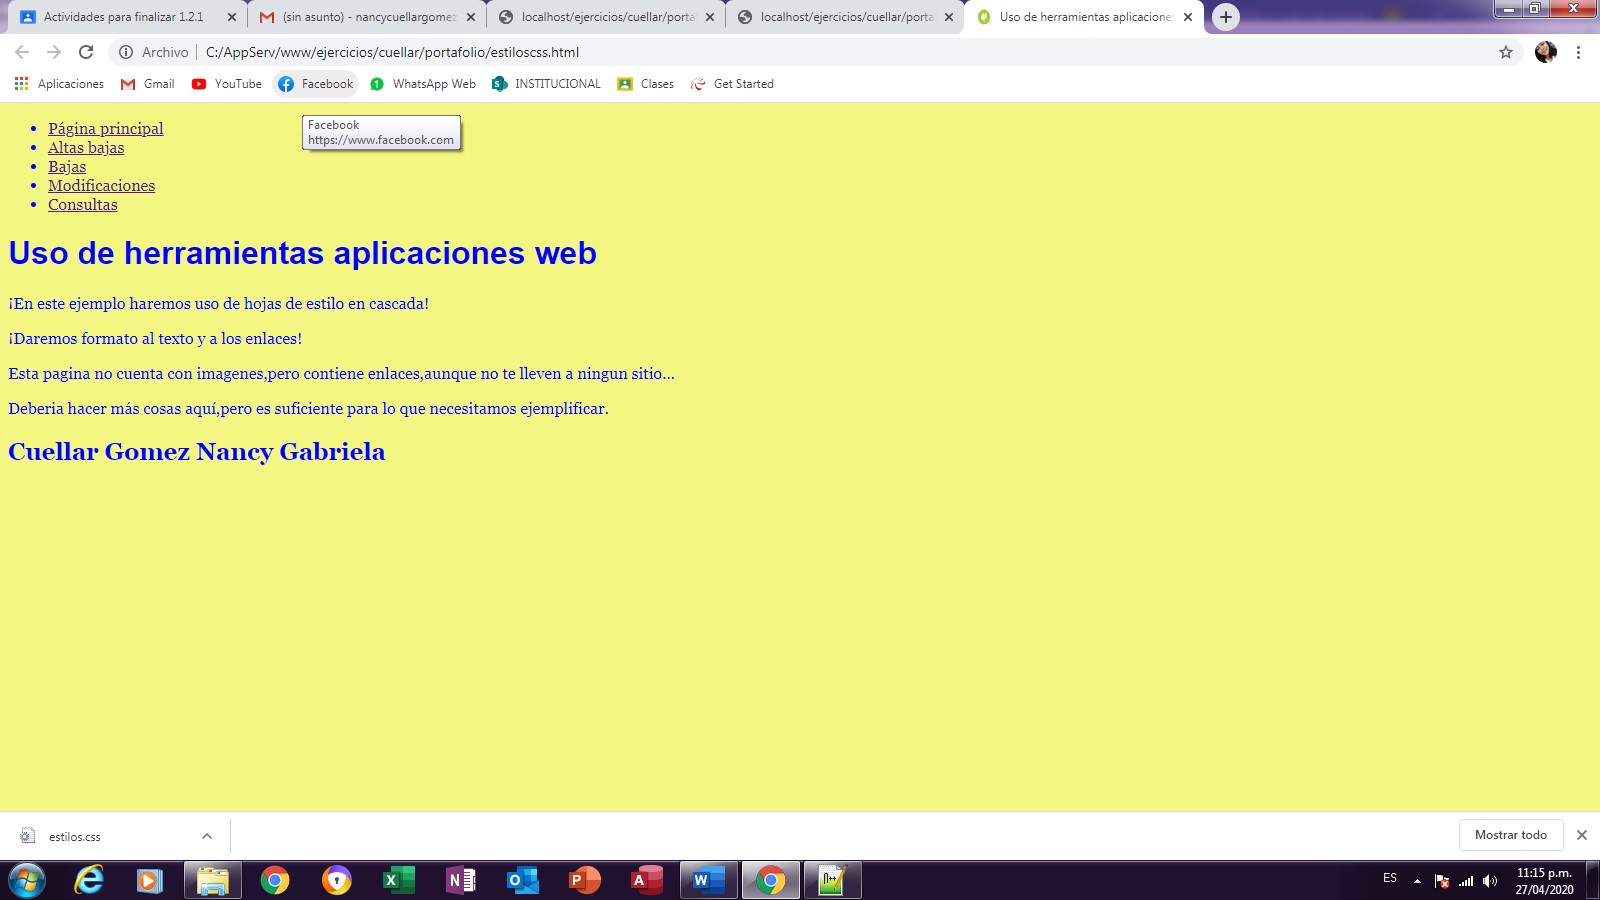 Actividades para finalizar 1.2.1
(sin asunto) - nancycuellargomez
localhost/ejercicios/cuellar/porta
localhost/ejercicios/cuellar/porta
Uso de herramientas aplicacione
Archivo C:/AppServ/www/ejercicios/cuellar/portafolio/estiloscss.html
Aplicaciones Gmail YouTube Facebook WhatsApp Web INSTITUCIONAL Clases Get Started
Facebook
https://www.facebook.com
Página principal
Altas bajas
Bajas
Modificaciones
Consultas
Uso de herramientas aplicaciones web
¡En este ejemplo haremos uso de hojas de estilo en cascada!
¡Daremos formato al texto y a los enlaces!
Esta pagina no cuenta con imagenes,pero contiene enlaces,aunque no te lleven a ningun sitio...
Deberia hacer más cosas aquí,pero es suficiente para lo que necesitamos ejemplificar.
Cuellar Gomez Nancy Gabriela
estilos.css
Mostrar todo
ES
11:15 p.m.
27/04/2020